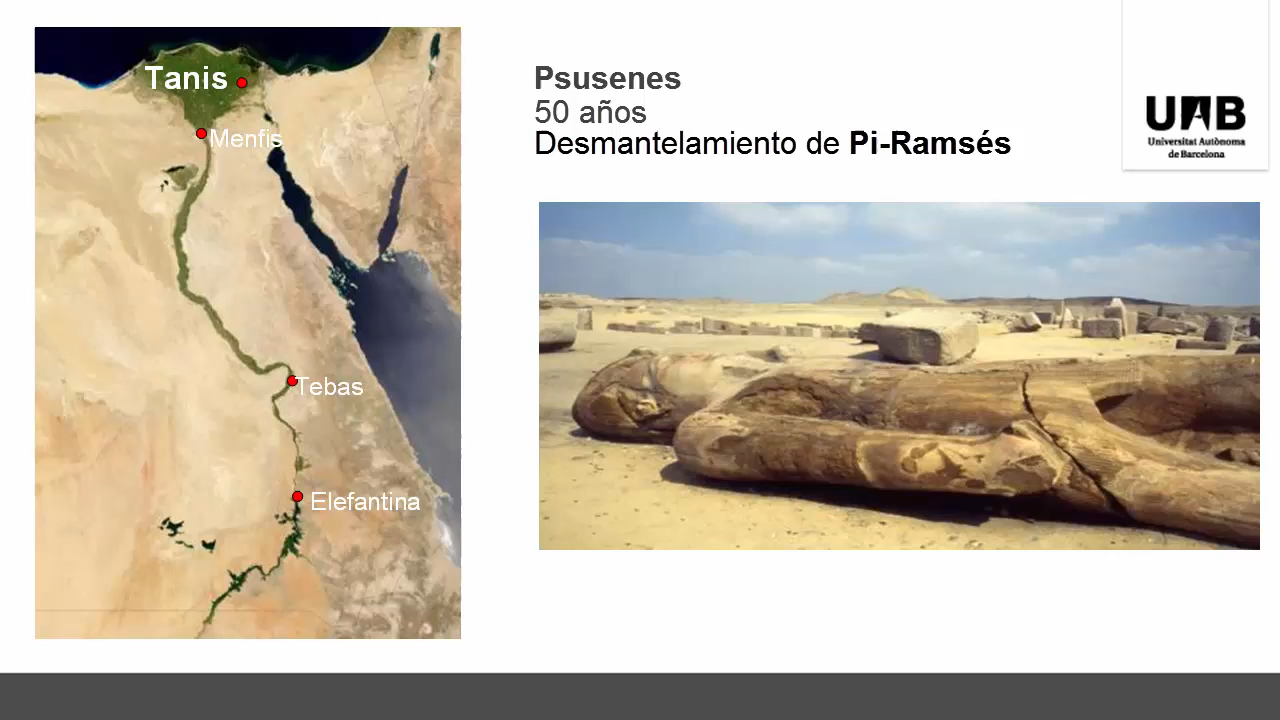 Tanis
Menfis
Tebas
Elefantina
Psusenes
50 años
Desmantelamiento de Pi-Ramsés
UAB
Universitat Autònoma
de Barcelona